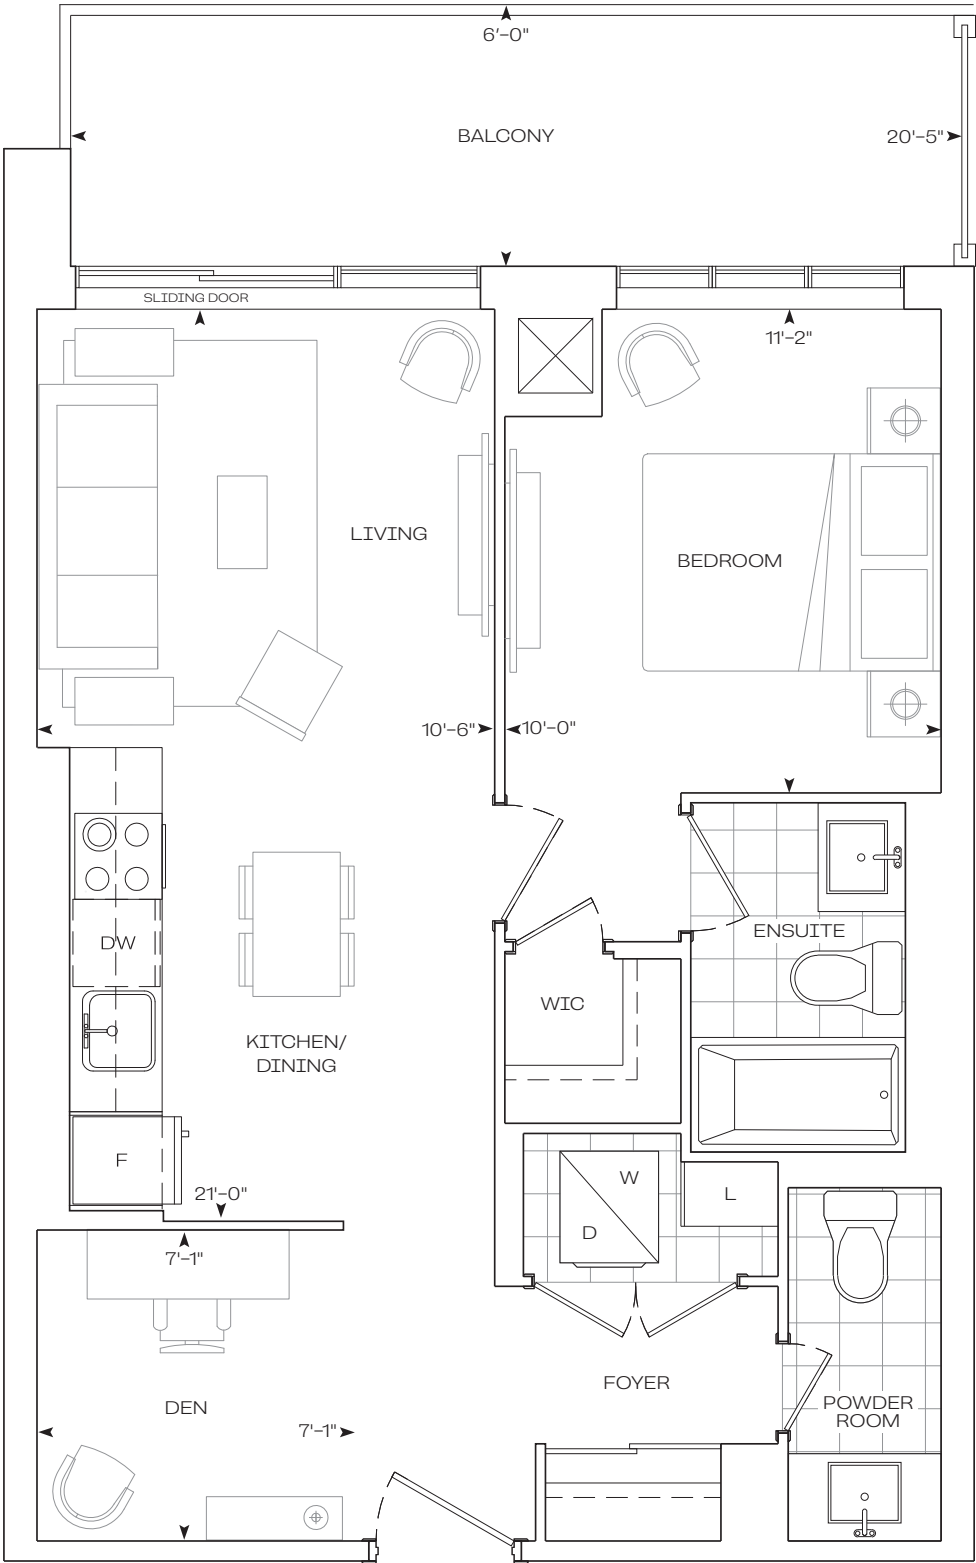 6'-0"
BALCONY
20'-5"
SLIDING DOOR
11'-2"
LIVING
BEDROOM
10'-6"
10'-0"
DW
ENSUITE
WIC
KITCHEN/
DINING
F
W
L
21'-0"
D
7'-1"
FOYER
DEN
POWDER
ROOM
7'-1"